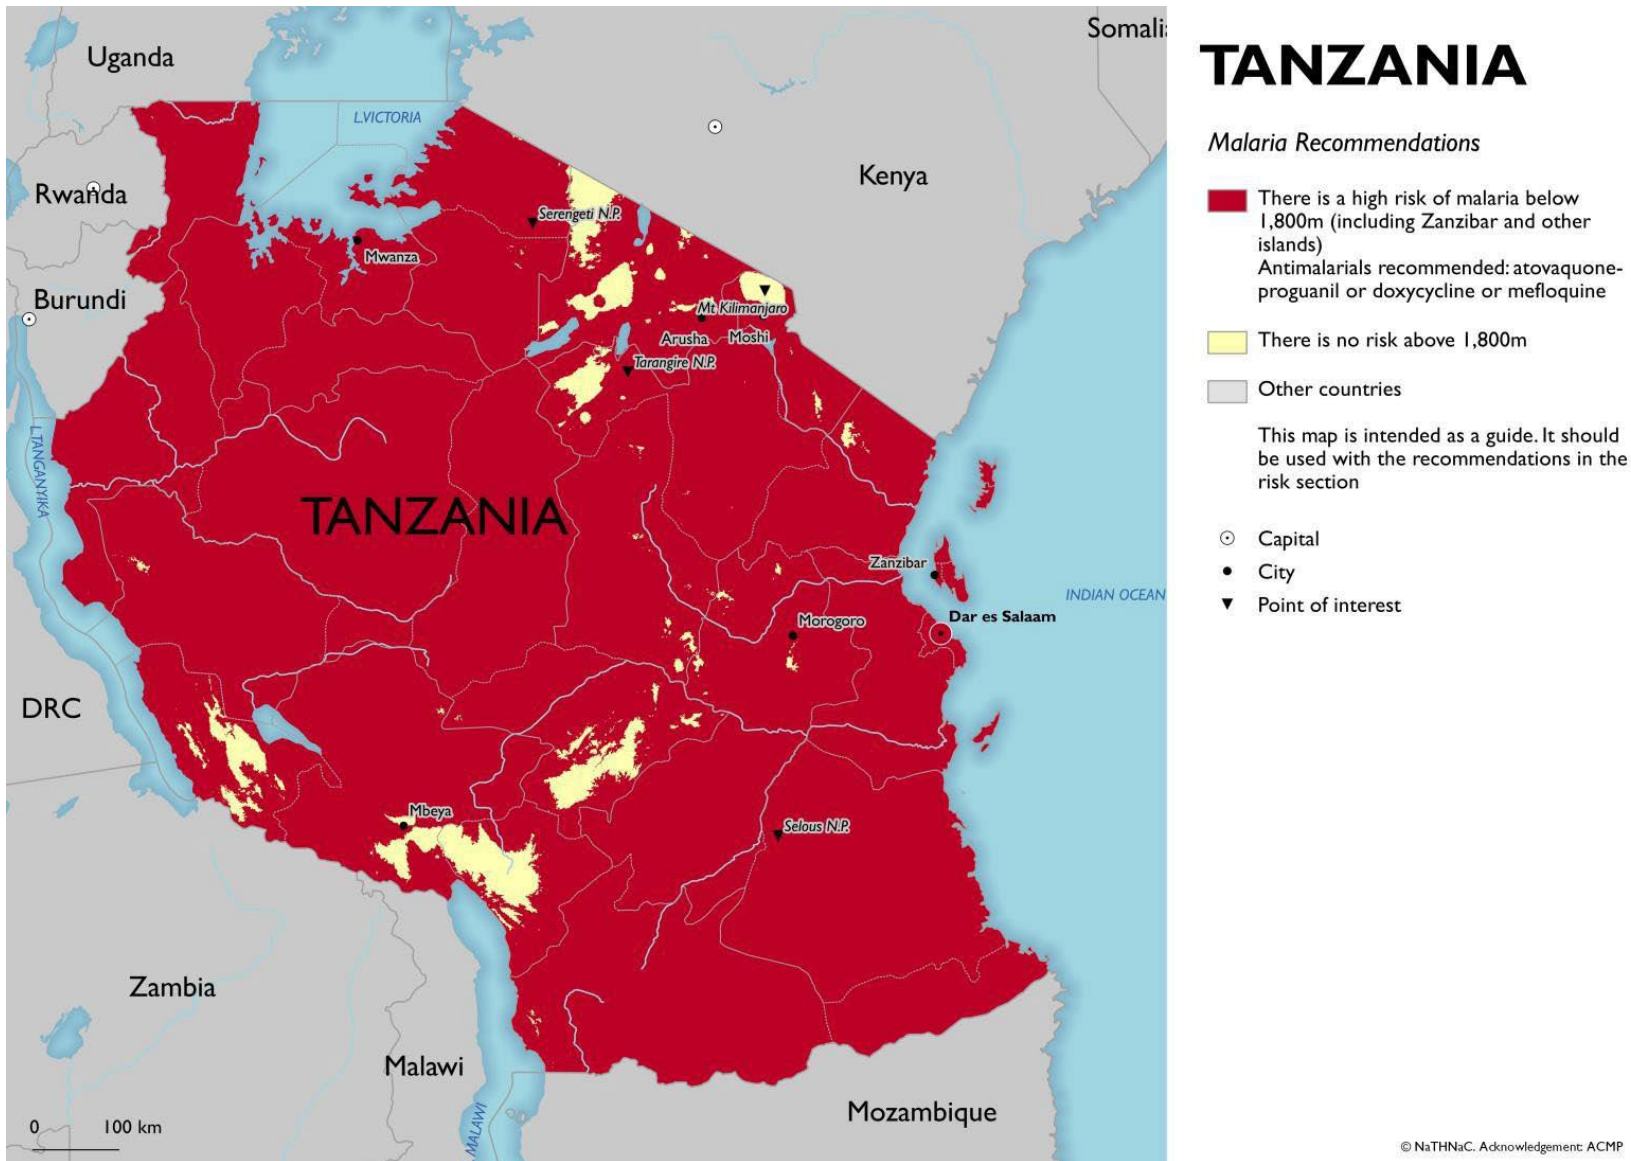 Uganda
Somalia
L.VICTORIA
Kenya
Rwanda
Serengeti N.P.
Mwanza
Burundi
Mt Kilimanjaro
Arusha
Moshi
Tarangire N.P.
L.TANGANYIKA
TANZANIA
Zanzibar
INDIAN OCEAN
Dar es Salaam
Morogoro
DRC
Mbeya
Selous N.P.
Zambia
Malawi
MALAWI
Mozambique
0 100 km
TANZANIA
Malaria Recommendations
There is a high risk of malaria below
1,800m (including Zanzibar and other
islands)
Antimalarials recommended: atovaquone-
proguanil or doxycycline or mefloquine
There is no risk above 1,800m
Other countries
This map is intended as a guide. It should
be used with the recommendations in the
risk section
Capital
City
Point of interest
© NaTHNaC. Acknowledgement: ACMP